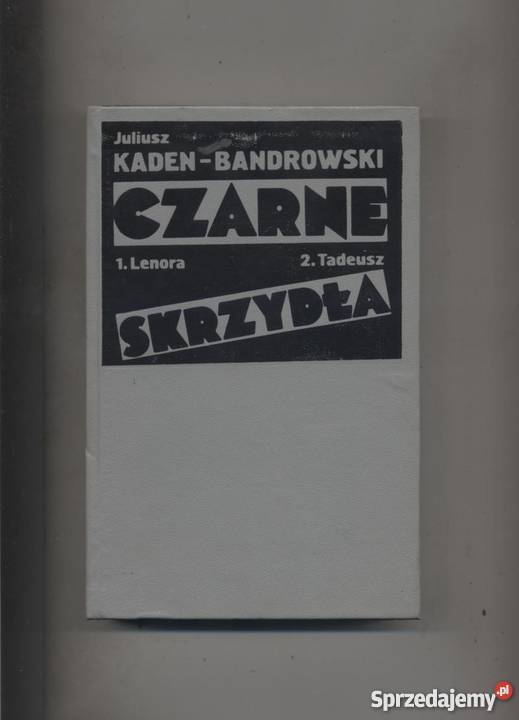 Juliusz
KADEN-BANDROWSKI
CZARNE
1. Lenora 2. Tadeusz
SKRZYDŁA
Sprzedajemy.pl